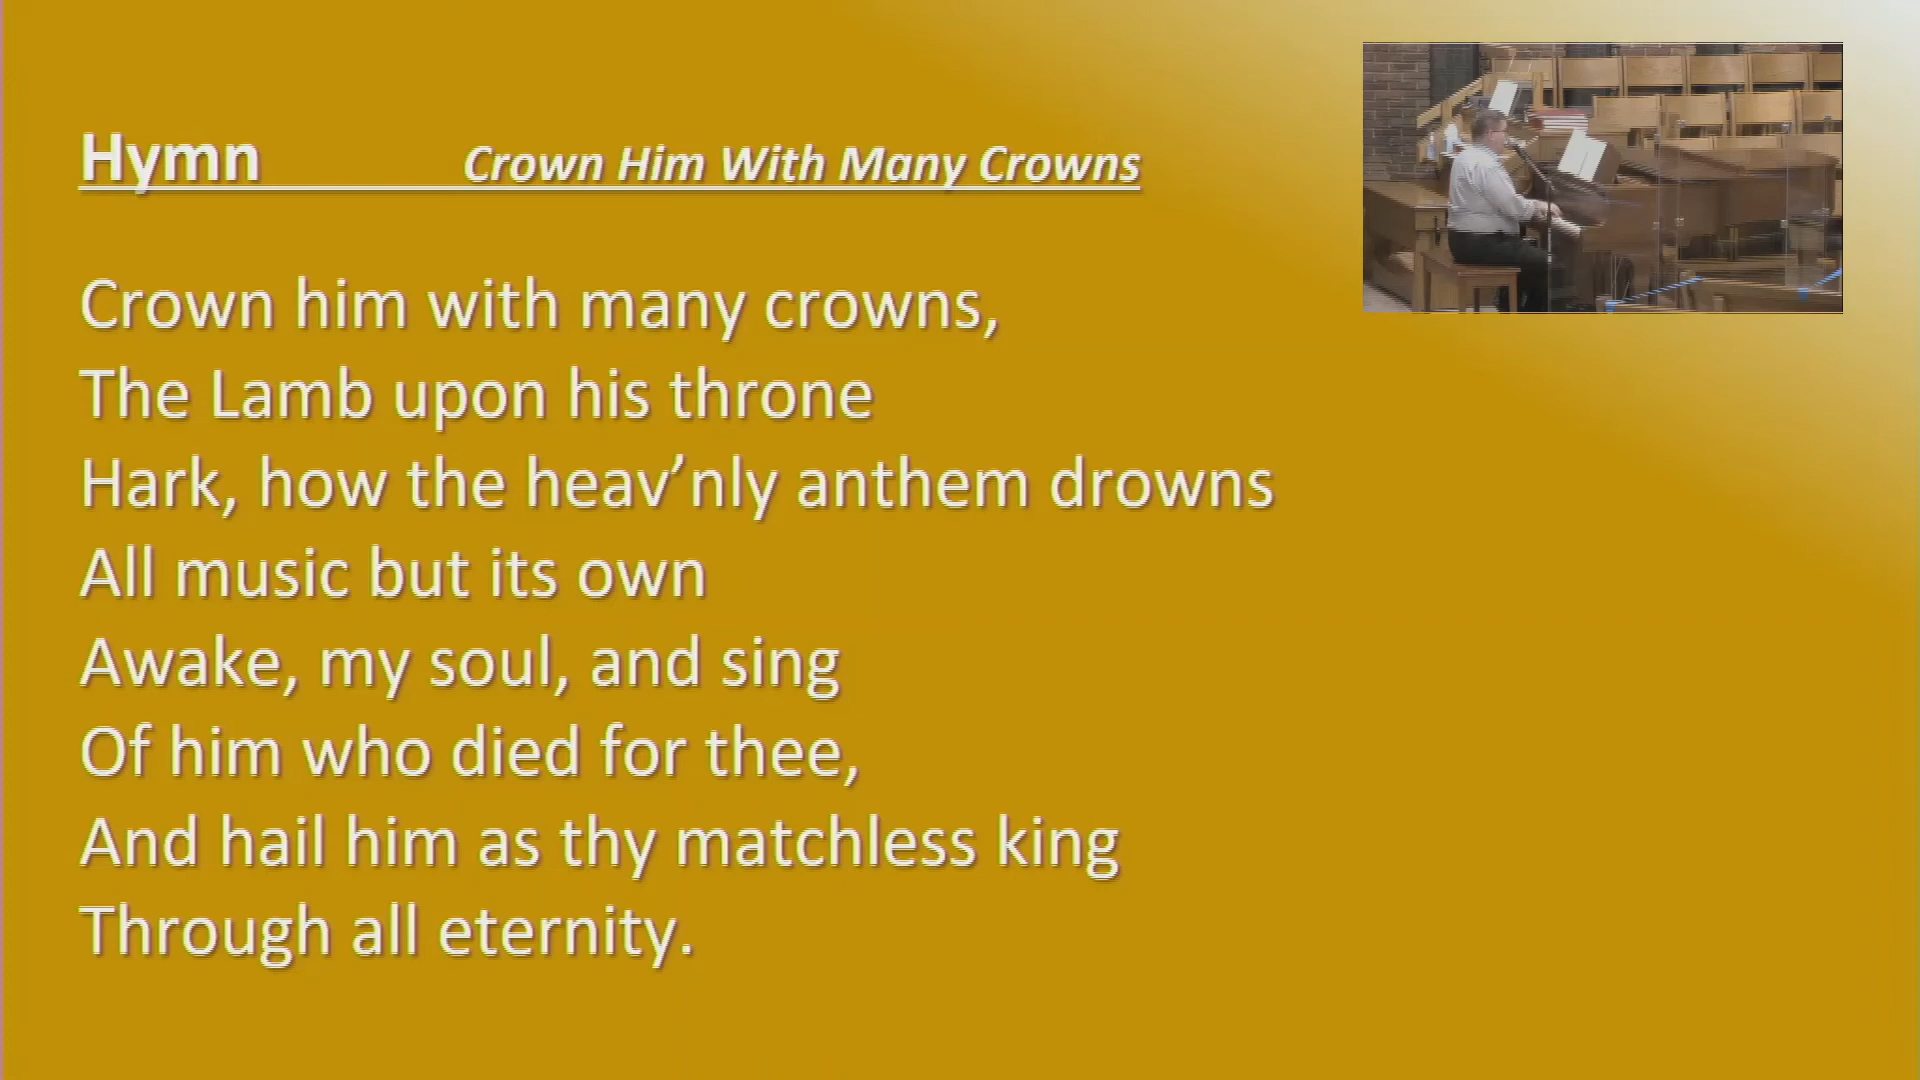 Hymn Crown Him With Many Crowns
Crown him with many crowns,
The Lamb upon his throne
Hark, how the heav’nly anthem drowns
All music but its own
Awake, my soul, and sing
Of him who died for thee,
And hail him as thy matchless king
Through all eternity.